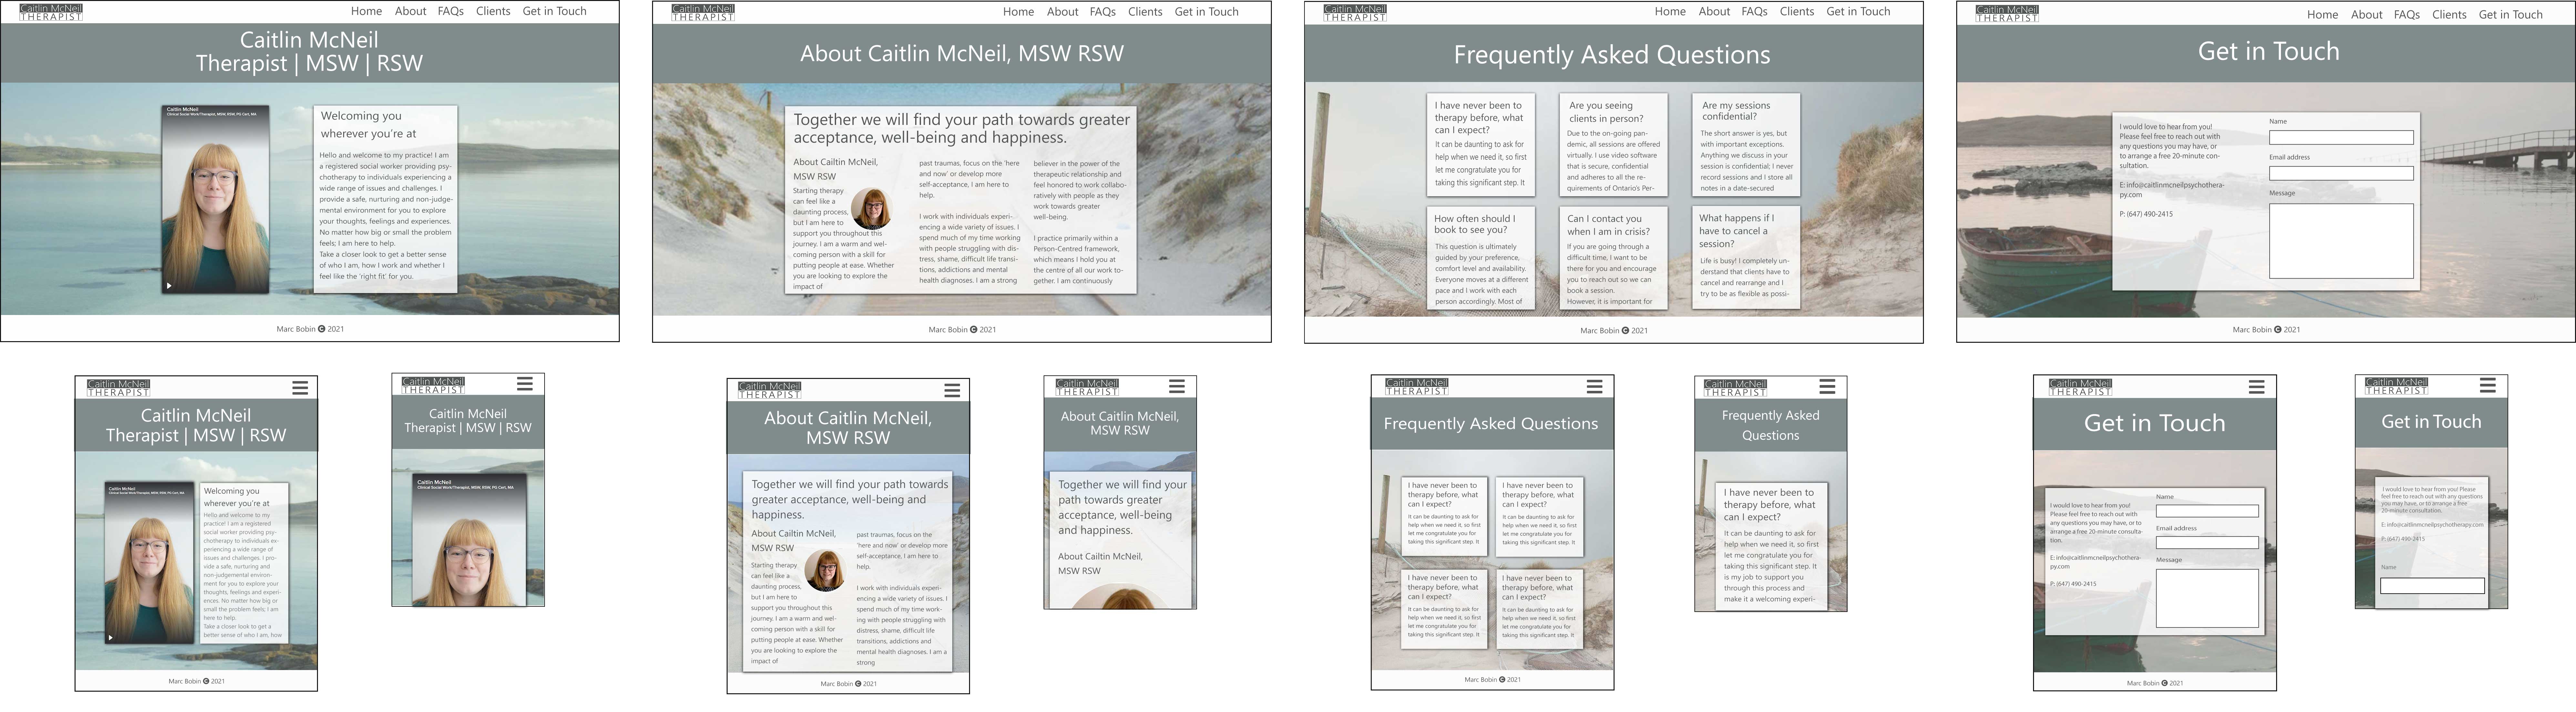 Caitlin McNeil
THERAPIST
Home About FAQs Clients Get in Touch
Caitlin McNeil
Therapist | MSW | RSW
Caitlin McNeil
Clinical Social Work/Therapist, MSW, RSW, PG Cert, MA
Welcoming you
wherever you're at
Hello and welcome to my practice! I am
a registered social worker providing psy-
chotherapy to individuals experiencing a
wide range of issues and challenges. I
provide a safe, nurturing and non-judge-
mental environment for you to explore
your thoughts, feelings and experiences.
No matter how big or small the problem
feels; I am here to help.
Take a closer look to get a better sense
of who I am, how I work and whether I
feel like the 'right fit' for you.
Marc Bobin © 2021
Caitlin McNeil
THERAPIST
Home About FAQs Clients Get in Touch
About Caitlin McNeil, MSW RSW
Together we will find your path towards greater
acceptance, well-being and happiness.
About Cailtin McNeil,
MSW RSW
Starting therapy
can feel like a
daunting process,
but I am here to
support you throughout this
journey. I am a warm and wel-
coming person with a skill for
putting people at ease. Whether
you are looking to explore the
impact of
past traumas, focus on the 'here
and now' or develop more
self-acceptance, I am here to
help.
I work with individuals experi-
encing a wide variety of issues. I
spend much of my time working
with people struggling with dis-
tress, shame, difficult life transi-
tions, addictions and mental
health diagnoses. I am a strong
believer in the power of the
therapeutic relationship and
feel honored to work collabo-
ratively with people as they
work towards greater
well-being.
I practice primarily within a
Person-Centred framework,
which means I hold you at
the centre of all our work to-
gether. I am continuously
Marc Bobin © 2021
Caitlin McNeil
THERAPIST
Home About FAQs Clients Get in Touch
Frequently Asked Questions
I have never been to
therapy before, what
can I expect?
It can be daunting to ask for
help when we need it, so first
let me congratulate you for
taking this significant step. It
Are you seeing
clients in person?
Due to the on-going pan-
demic, all sessions are offered
virtually. I use video software
that is secure, confidential
and adheres to all the re-
quirements of Ontario's Per-
Are my sessions
confidential?
The short answer is yes, but
with important exceptions.
Anything we discuss in your
session is confidential; I never
record sessions and I store all
notes in a date-secured
How often should I
book to see you?
This question is ultimately
guided by your preference,
comfort level and availability.
Everyone moves at a different
pace and I work with each
person accordingly. Most of
Can I contact you
when I am in crisis?
If you are going through a
difficult time, I want to be
there for you and encourage
you to reach out so we can
book a session.
However, it is important for
What happens if I
have to cancel a
session?
Life is busy! I completely un-
derstand that clients have to
cancel and rearrange and I
try to be as flexible as possi-
Marc Bobin © 2021
Caitlin McNeil
THERAPIST
Home About FAQs Clients Get in Touch
Get in Touch
I would love to hear from you!
Please feel free to reach out with
any questions you may have, or
to arrange a free 20-minute con-
sultation.
E: info@caitlinmcneilpsychothera-
py.com
P: (647) 490-2415
Name
Email address
Message
Marc Bobin © 2021
Caitlin McNeil
THERAPIST
Caitlin McNeil
Therapist | MSW | RSW
Caitlin McNeil
Clinical Social Work/Therapist, MSW, RSW, PG Cert, MA
Welcoming you
wherever you're at
Hello and welcome to my
practice! I am a registered
social worker providing psy-
chotherapy to individuals ex-
periencing a wide range of
issues and challenges. I pro-
vide a safe, nurturing and
non-judgemental environ-
ment for you to explore your
thoughts, feelings and experi-
ences. No matter how big or
small the problem feels; I am
here to help.
Take a closer look to get a
better sense of who I am, how
Marc Bobin © 2021
Caitlin McNeil
THERAPIST
Caitlin McNeil
Therapist | MSW | RSW
Caitlin McNeil
Clinical Social Work/Therapist, MSW, RSW, PG Cert, MA
Caitlin McNeil
THERAPIST
About Caitlin McNeil,
MSW RSW
Together we will find your path towards
greater acceptance, well-being and
happiness.
About Cailtin McNeil,
MSW RSW
Starting therapy
can feel like a
daunting process,
but I am here to
support you throughout this
journey. I am a warm and wel-
coming person with a skill for
putting people at ease. Whether
you are looking to explore the
impact of
past traumas, focus on the
'here and now' or develop more
self-acceptance, I am here to
help.
I work with individuals experi-
encing a wide variety of issues. I
spend much of my time work-
ing with people struggling with
distress, shame, difficult life
transitions, addictions and
mental health diagnoses. I am a
strong
Marc Bobin © 2021
Caitlin McNeil
THERAPIST
About Caitlin McNeil,
MSW RSW
Together we will find your
path towards greater
acceptance, well-being
and happiness.
About Cailtin McNeil,
MSW RSW
Caitlin McNeil
THERAPIST
Frequently Asked Questions
I have never been to
therapy before, what
can I expect?
It can be daunting to ask for
help when we need it, so first
let me congratulate you for
taking this significant step. It
I have never been to
therapy before, what
can I expect?
It can be daunting to ask for
help when we need it, so first
let me congratulate you for
taking this significant step. It
I have never been to
therapy before, what
can I expect?
It can be daunting to ask for
help when we need it, so first
let me congratulate you for
taking this significant step. It
I have never been to
therapy before, what
can I expect?
It can be daunting to ask for
help when we need it, so first
let me congratulate you for
taking this significant step. It
Marc Bobin © 2021
Caitlin McNeil
THERAPIST
Frequently Asked
Questions
I have never been to
therapy before, what
can I expect?
It can be daunting to ask for
help when we need it, so first
let me congratulate you for
taking this significant step. It
is my job to support you
through this process and
make it a welcoming experi-
Caitlin McNeil
THERAPIST
Get in Touch
I would love to hear from you!
Please feel free to reach out with
any questions you may have, or to
arrange a free 20-minute consulta-
tion.
E: info@caitlinmcneilpsychothera-
py.com
P: (647) 490-2415
Name
Email address
Message
Marc Bobin © 2021
Caitlin McNeil
THERAPIST
Get in Touch
I would love to hear from you! Please
feel free to reach out with any questions
you may have, or to arrange a free
20-minute consultation.
E: info@caitlinmcneilpsychotherapy.com
P: (647) 490-2415
Name